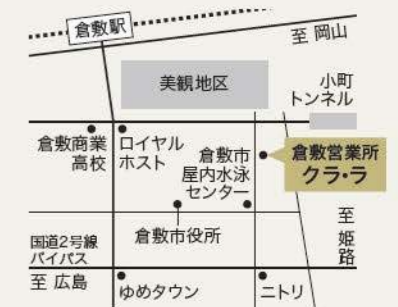 倉敷駅
至 岡山
美観地区
小町
トンネル
倉敷商業
高校
ロイヤル
ホスト
倉敷市
屋内水泳
センター
倉敷営業所
クラ・ラ
倉敷市役所
至
姫
路
国道2号線
バイパス
至 広島
ゆめタウン
ニトリ